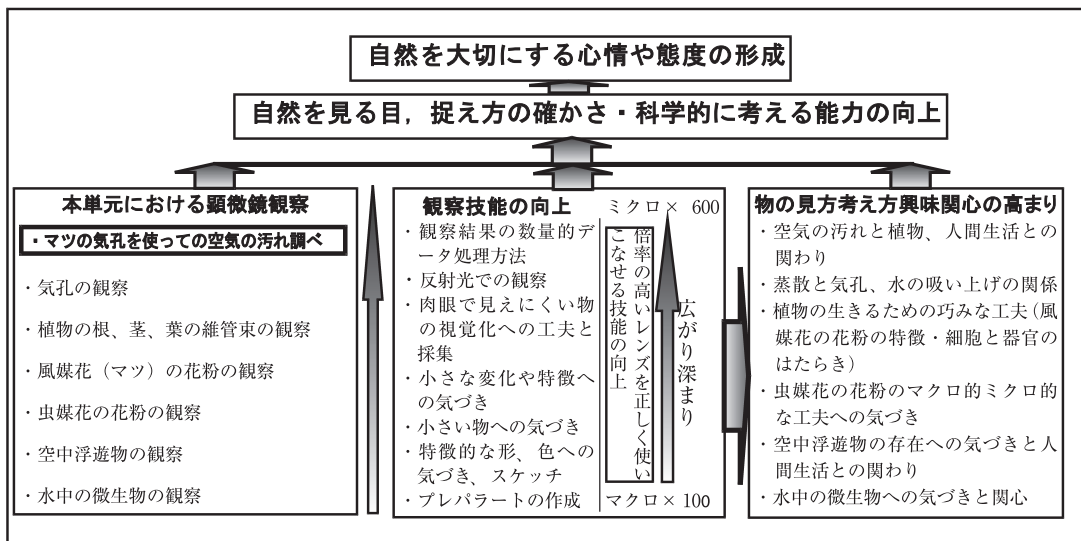 自然を大切にする心情や態度の形成
自然を見る目，捉え方の確かさ・科学的に考える能力の向上
本単元における顕微鏡観察
・マツの気孔を使っての空気の汚れ調べ
・気孔の観察
・植物の根、茎、葉の維管束の観察
・風媒花（マツ）の花粉の観察
・虫媒花の花粉の観察
・空中浮遊物の観察
・水中の微生物の観察
観察技能の向上
・観察結果の数量的デ
ータ処理方法
・反射光での観察
・肉眼で見えにくい物
の視覚化への工夫と
採集
・小さな変化や特徴へ
の気づき
・小さい物への気づき
・特徴的な形、色への
気づき、スケッチ
・プレパラートの作成
ミクロ× 600
倍率の高いレンズを正しく使い
こなせる技能の向上
広がり深まり
マクロ× 100
物の見方考え方興味関心の高まり
・空気の汚れと植物、人間生活との
関わり
・蒸散と気孔、水の吸い上げの関係
・植物の生きるための巧みな工夫（風
媒花の花粉の特徴・細胞と器官の
はたらき）
・虫媒花の花粉のマクロ的ミクロ的
な工夫への気づき
・空中浮遊物の存在への気づきと人
間生活との関わり
・水中の微生物への気づきと関心